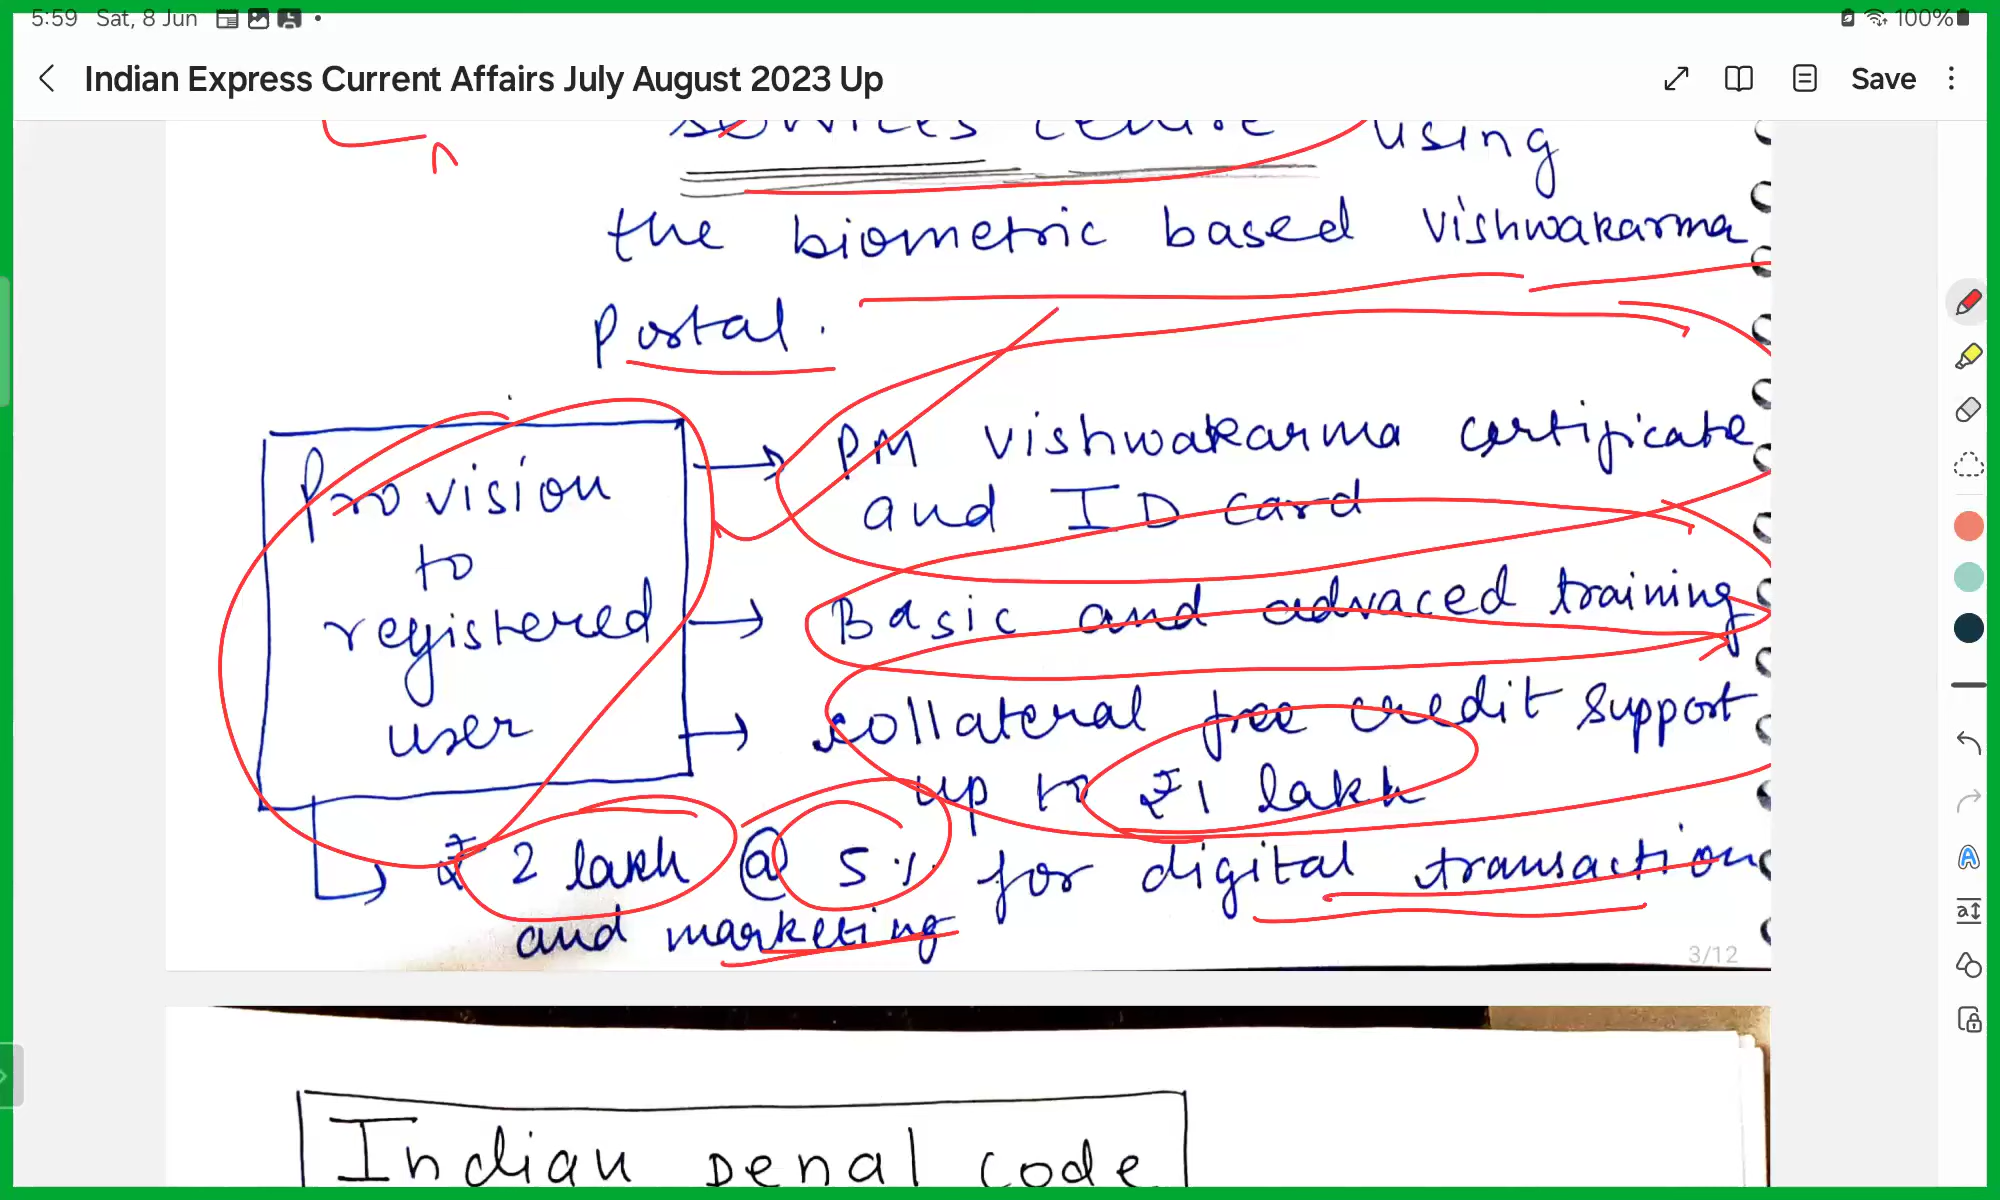 5:59 Sat, 8 Jun
100%
Indian Express Current Affairs July August 2023 Up
Save
services centre using
the biometric based vishwakarma
Portal.
Provision
to
registered
user
PM vishwakarma certificate
and ID card
Basic and advaced training
collateral free credit support
up to ₹1 lakh
₹ 2 lakh @ 5% for digital transaction
and marketing
3/12
Indian Penal code